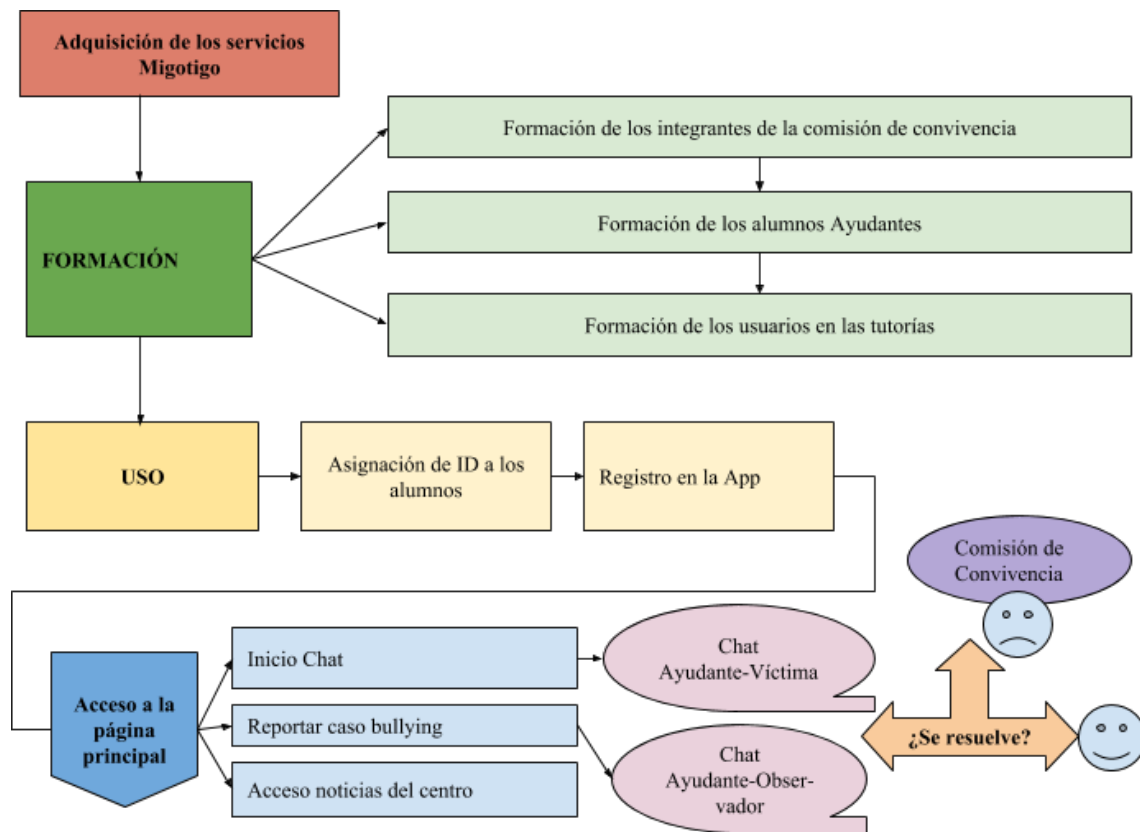 Adquisición de los servicios
Migotigo
Formación de los integrantes de la comisión de convivencia
FORMACIÓN
Formación de los alumnos Ayudantes
Formación de los usuarios en las tutorías
USO
Asignación de ID a los
alumnos
Registro en la App
Comisión de
Convivencia
Acceso a la
página
principal
Inicio Chat
Reportar caso bullying
Acceso noticias del centro
Chat
Ayudante-Víctima
Chat
Ayudante-Obser-
vador
¿Se resuelve?